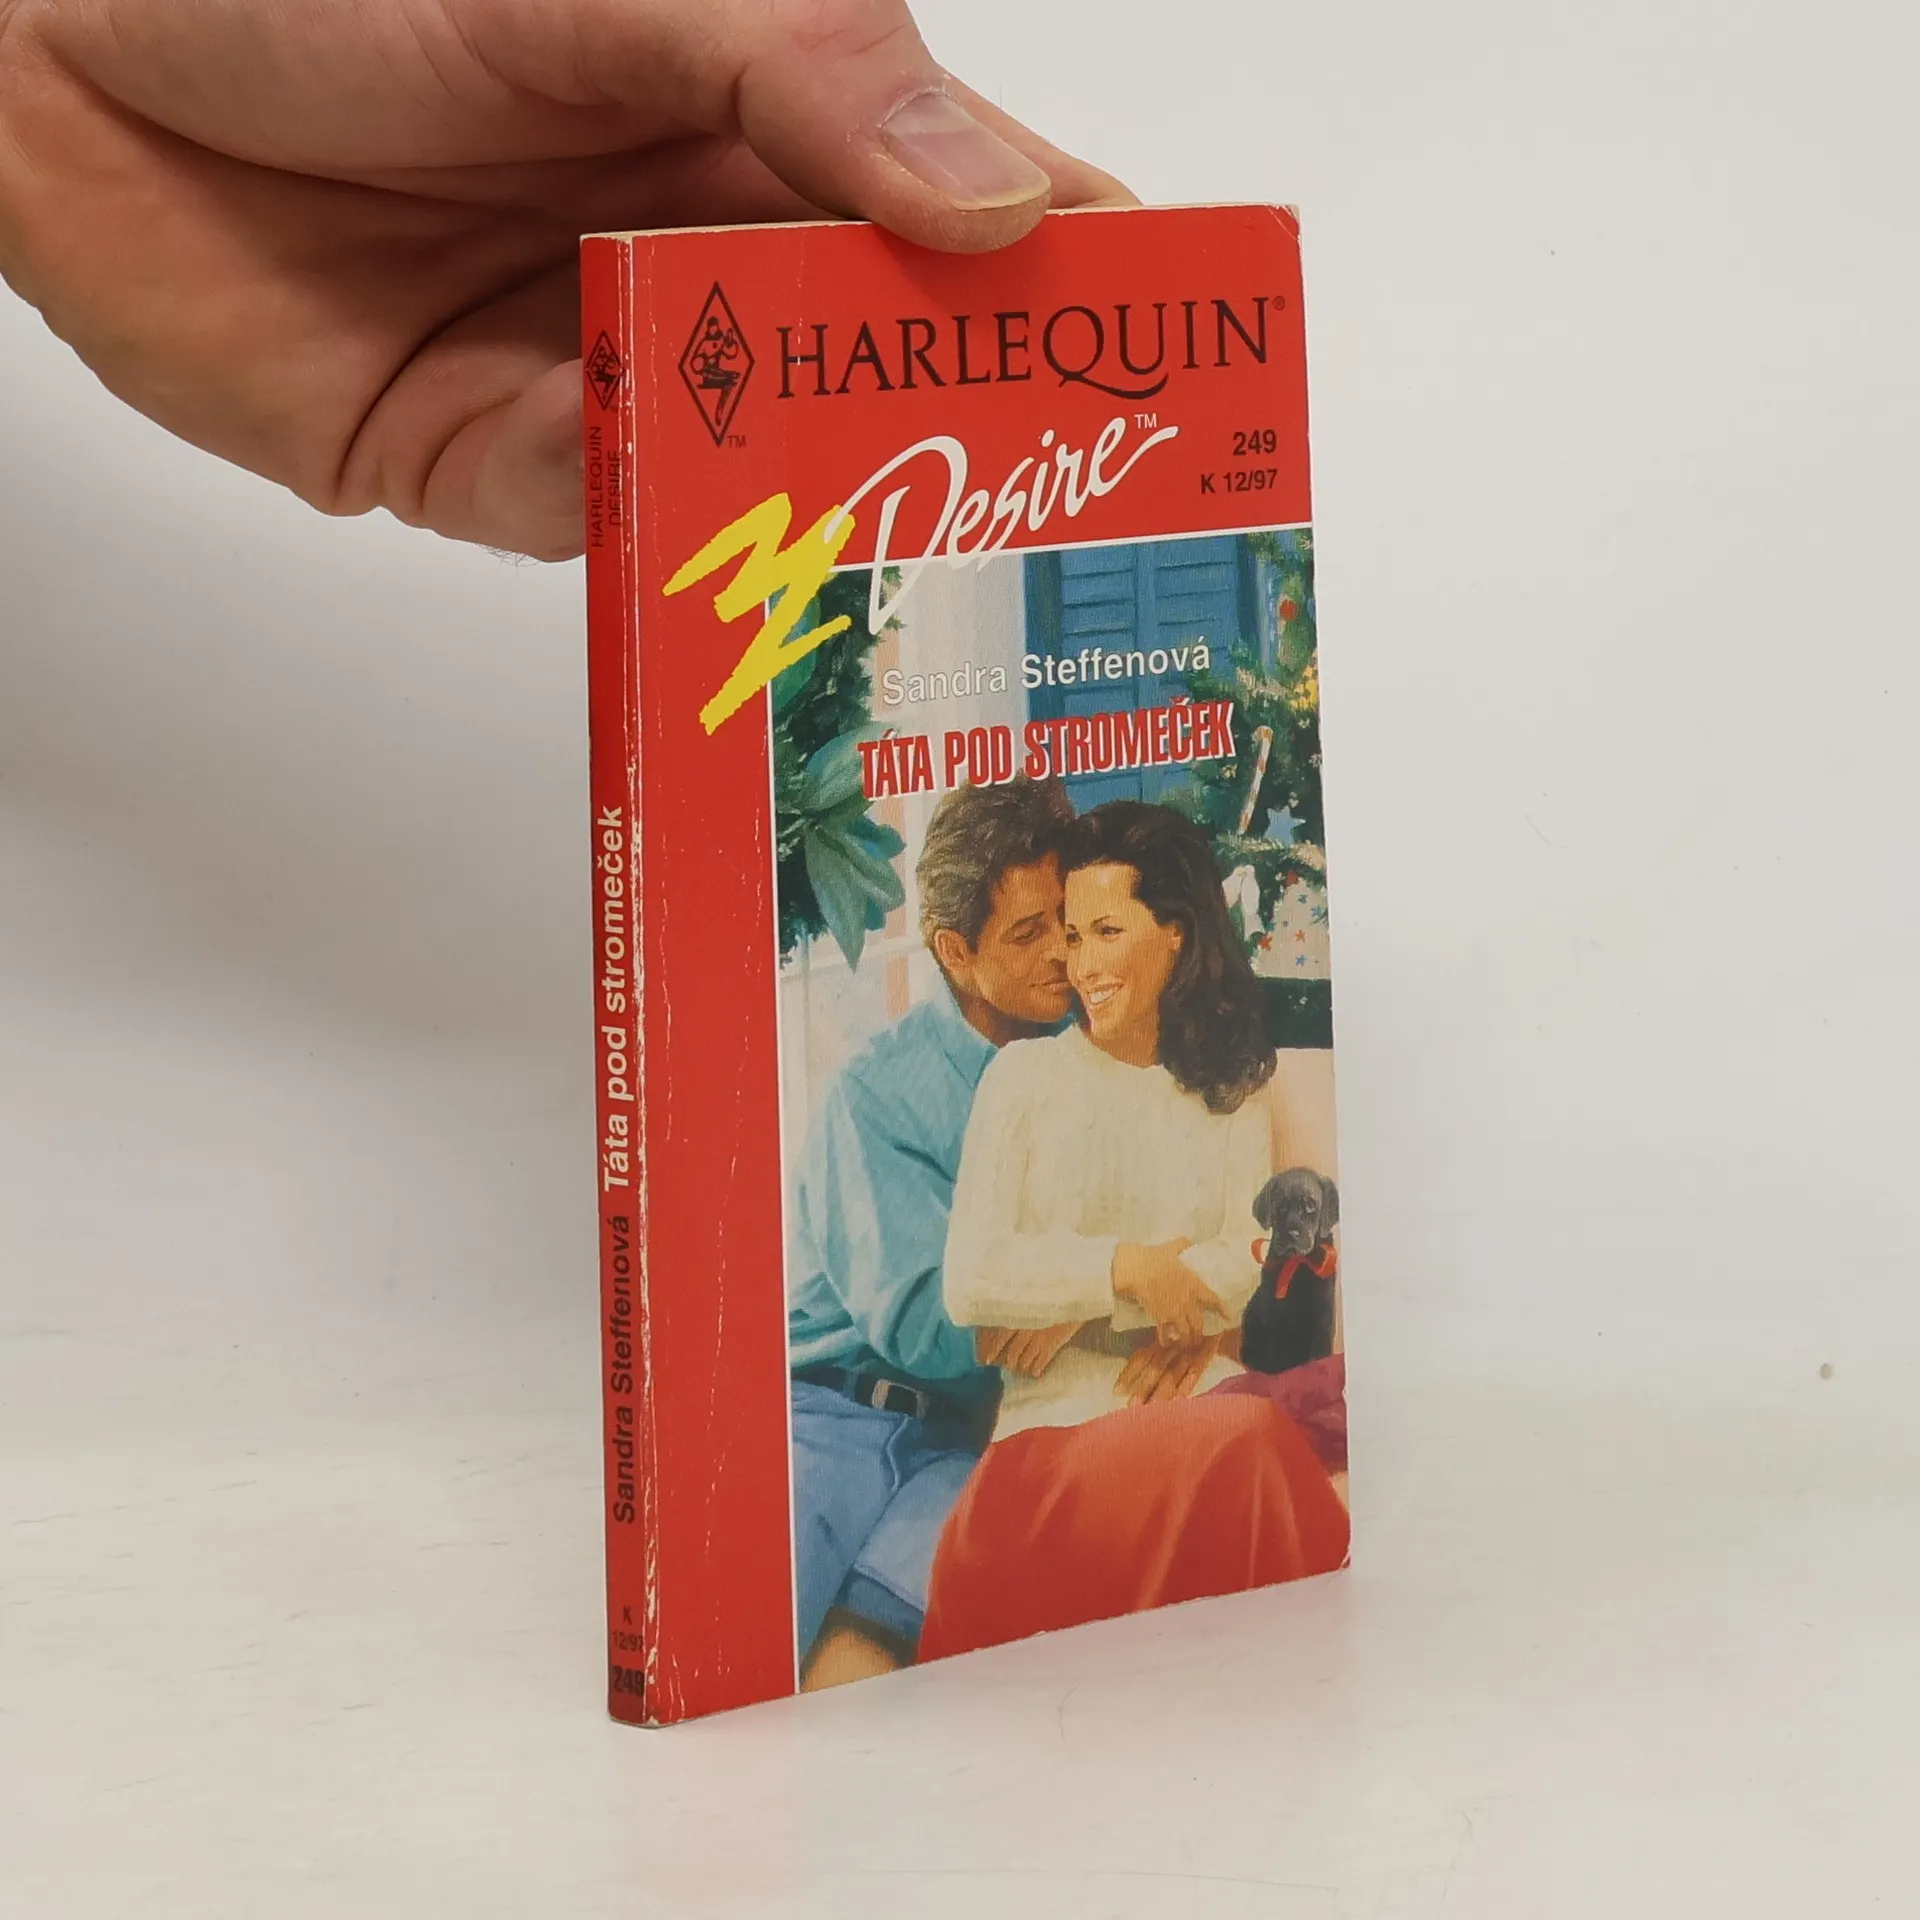 HARLEQUIN®
Desire™
249
K 12/97
Sandra Steffenová
TÁTA POD STROMEČEK
TM
HARLEQUIN
DESIRE
Sandra Steffenová Táta pod stromeček
K
12/97
249